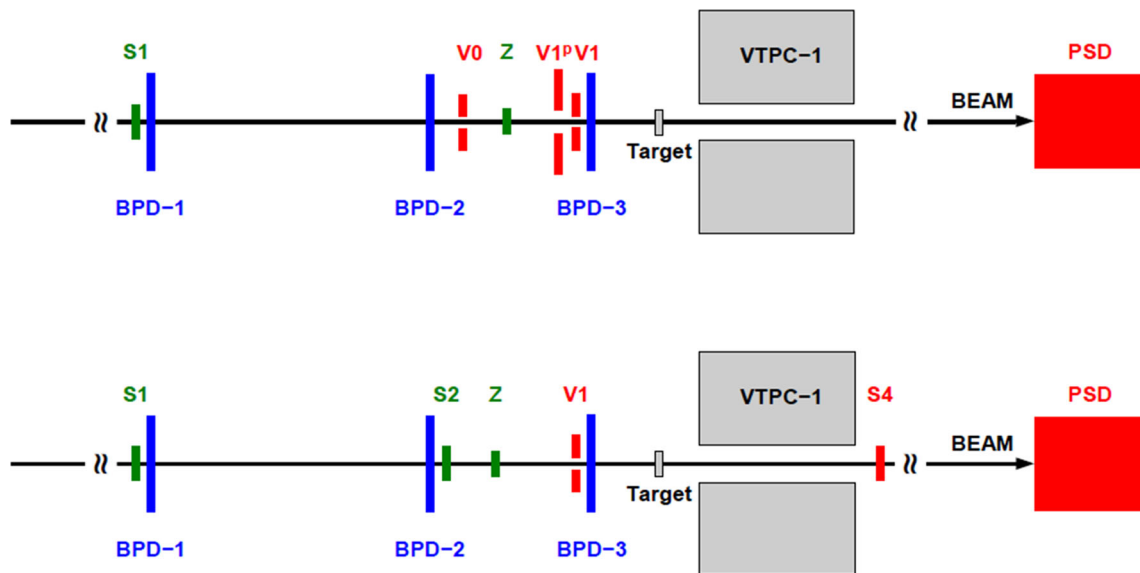 S1 V0 Z V1ᵖ V1 VTPC−1 PSD
BEAM
Target
BPD−1 BPD−2 BPD−3
S1 S2 Z V1 VTPC−1 S4 PSD
BEAM
Target
BPD−1 BPD−2 BPD−3